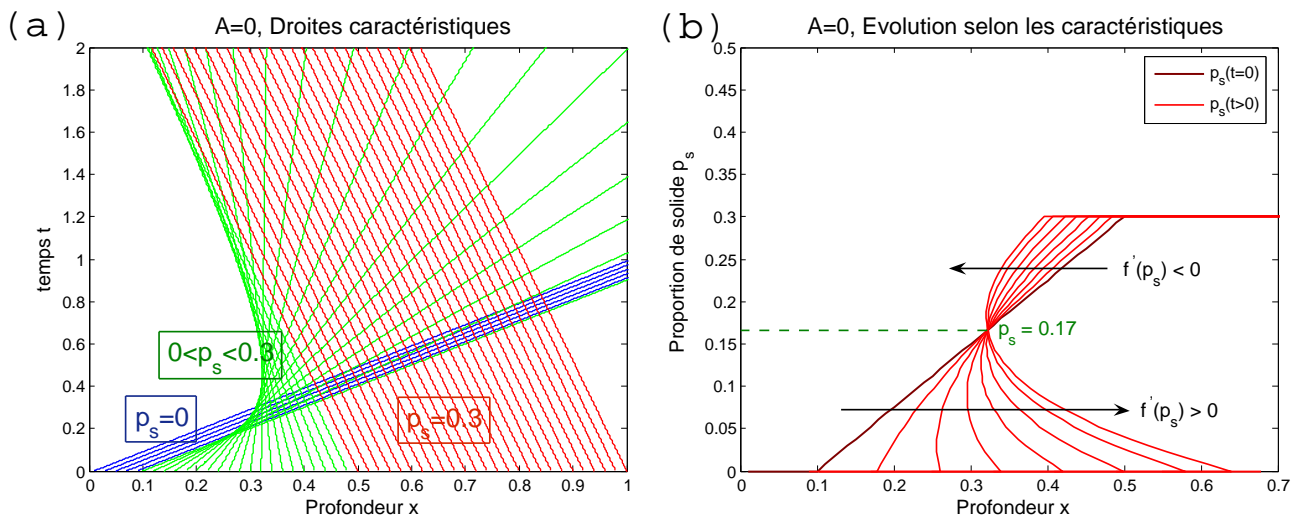 (a)
A=0, Droites caractéristiques
2
1.8
1.6
1.4
1.2
1
0.8
0.6
0.4
0.2
0
temps t
0<p_s<0.3
p_s=0
p_s=0.3
0 0.1 0.2 0.3 0.4 0.5 0.6 0.7 0.8 0.9 1
Profondeur x
(b)
A=0, Evolution selon les caractéristiques
0.5
0.45
0.4
0.35
0.3
0.25
0.2
0.15
0.1
0.05
0
Proportion de solide p_s
p_s(t=0)
p_s(t>0)
f'(p_s) < 0
p_s = 0.17
f'(p_s) > 0
0 0.1 0.2 0.3 0.4 0.5 0.6 0.7
Profondeur x